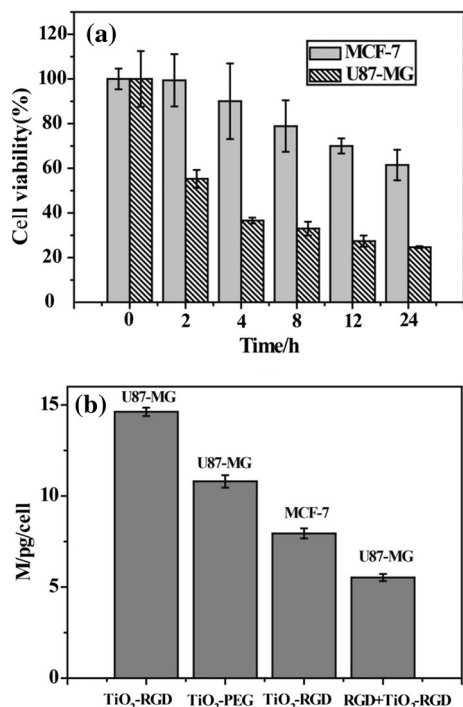 (a)
MCF-7
U87-MG
Cell viability(%)
120
100
80
60
40
20
0
0 2 4 8 12 24
Time/h
(b)
U87-MG
U87-MG
MCF-7
U87-MG
M/pg/cell
15
10
5
0
TiO₂-RGD TiO₂-PEG TiO₂-RGD RGD+TiO₂-RGD